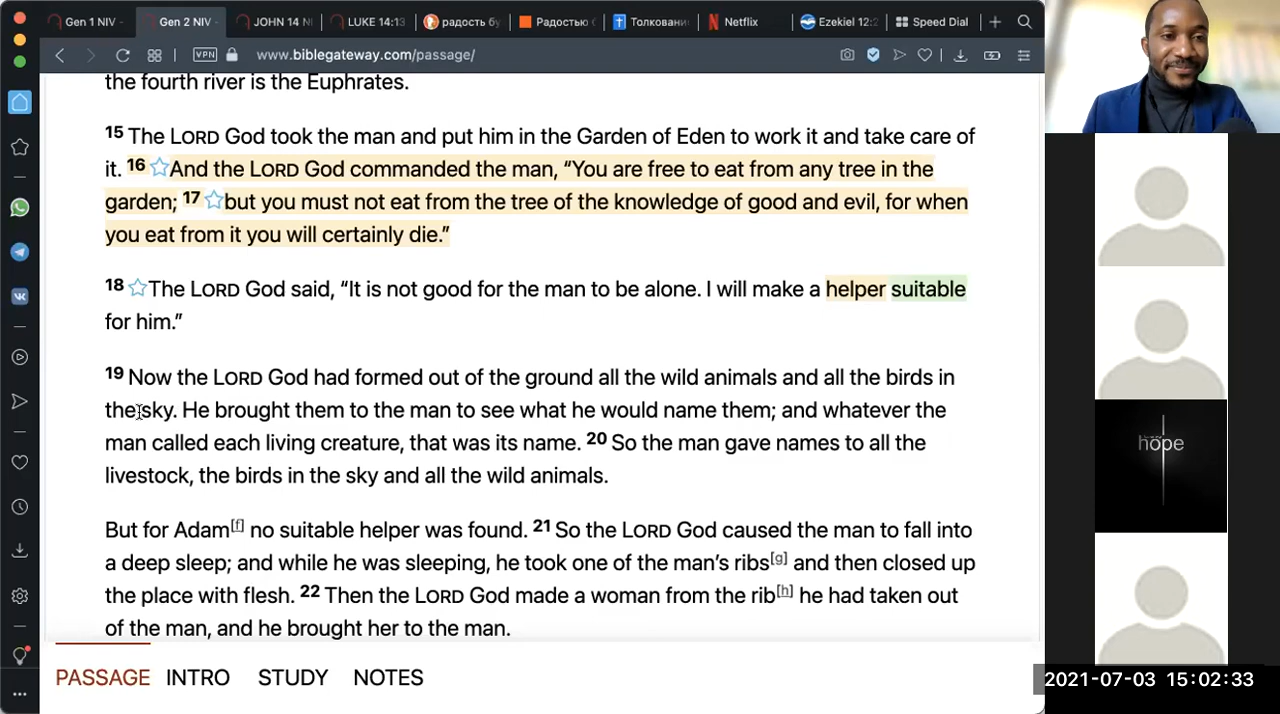 Gen 1 NIV -
Gen 2 NIV -
JOHN 14 NI
LUKE 14:13
радость бу
Радостью с
Толковани
Netflix
Ezekiel 12:2
Speed Dial
VPN
www.biblegateway.com/passage/
the fourth river is the Euphrates.
15 The LORD God took the man and put him in the Garden of Eden to work it and take care of
it. 16 And the LORD God commanded the man, “You are free to eat from any tree in the
garden; 17 but you must not eat from the tree of the knowledge of good and evil, for when
you eat from it you will certainly die.”
18 The LORD God said, “It is not good for the man to be alone. I will make a helper suitable
for him.”
19 Now the LORD God had formed out of the ground all the wild animals and all the birds in
the sky. He brought them to the man to see what he would name them; and whatever the
man called each living creature, that was its name. 20 So the man gave names to all the
livestock, the birds in the sky and all the wild animals.
But for Adam[f] no suitable helper was found. 21 So the LORD God caused the man to fall into
a deep sleep; and while he was sleeping, he took one of the man’s ribs[g] and then closed up
the place with flesh. 22 Then the LORD God made a woman from the rib[h] he had taken out
of the man, and he brought her to the man.
PASSAGE INTRO STUDY NOTES
hope
2021-07-03 15:02:33